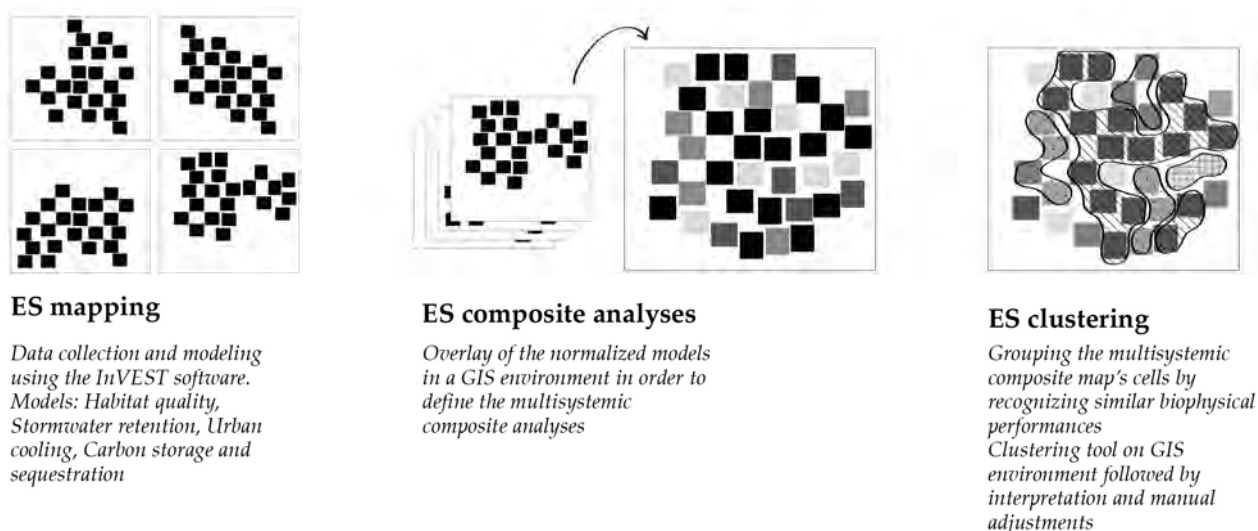 ES mapping
Data collection and modeling
using the InVEST software.
Models: Habitat quality,
Stormwater retention, Urban
cooling, Carbon storage and
sequestration
ES composite analyses
Overlay of the normalized models
in a GIS environment in order to
define the multisystemic
composite analyses
ES clustering
Grouping the multisystemic
composite map's cells by
recognizing similar biophysical
performances
Clustering tool on GIS
environment followed by
interpretation and manual
adjustments